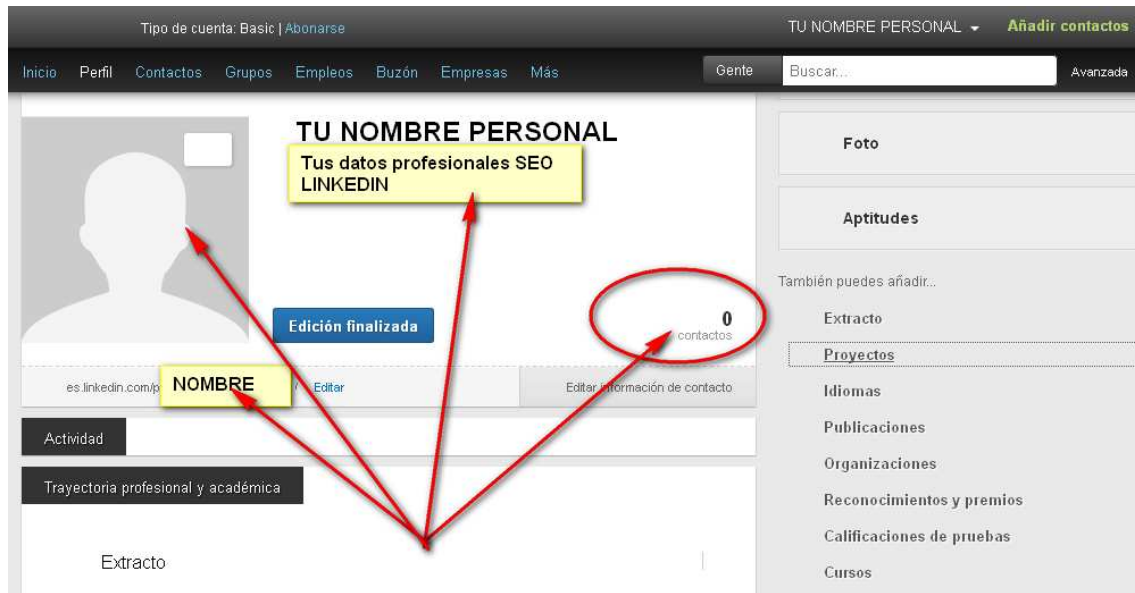 Tipo de cuenta: Basic | Abonarse
TU NOMBRE PERSONAL
Añadir contactos
Inicio Perfil Contactos Grupos Empleos Buzón Empresas Más
Gente
Buscar...
Avanzada
TU NOMBRE PERSONAL
Tus datos profesionales SEO
LINKEDIN
Edición finalizada
0
contactos
es.linkedin.com/p
NOMBRE
/ Editar
Editar información de contacto
Actividad
Trayectoria profesional y académica
Extracto
Foto
Aptitudes
También puedes añadir...
Extracto
Proyectos
Idiomas
Publicaciones
Organizaciones
Reconocimientos y premios
Calificaciones de pruebas
Cursos